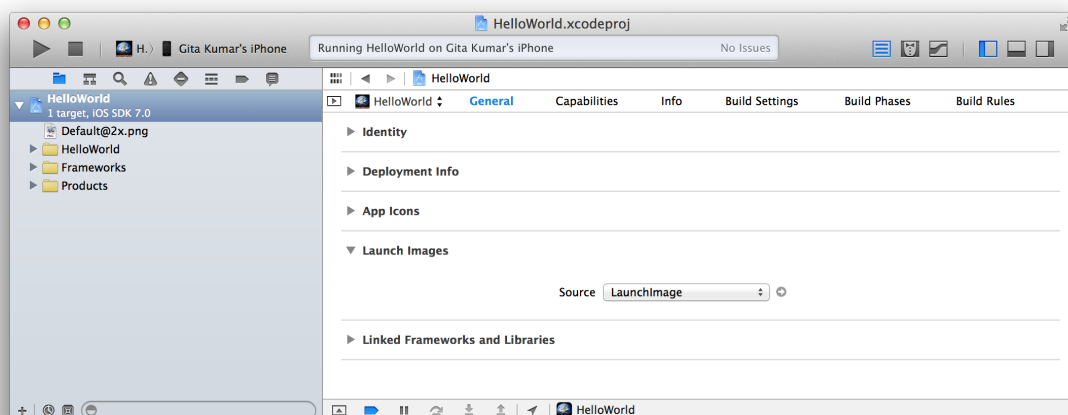 HelloWorld.xcodeproj
H. 〉 Gita Kumar's iPhone
Running HelloWorld on Gita Kumar's iPhone No Issues
HelloWorld
HelloWorld
1 target, iOS SDK 7.0
HelloWorld General Capabilities Info Build Settings Build Phases Build Rules
Default@2x.png
HelloWorld
Frameworks
Products
Identity
Deployment Info
App Icons
Launch Images
Source LaunchImage
Linked Frameworks and Libraries
HelloWorld